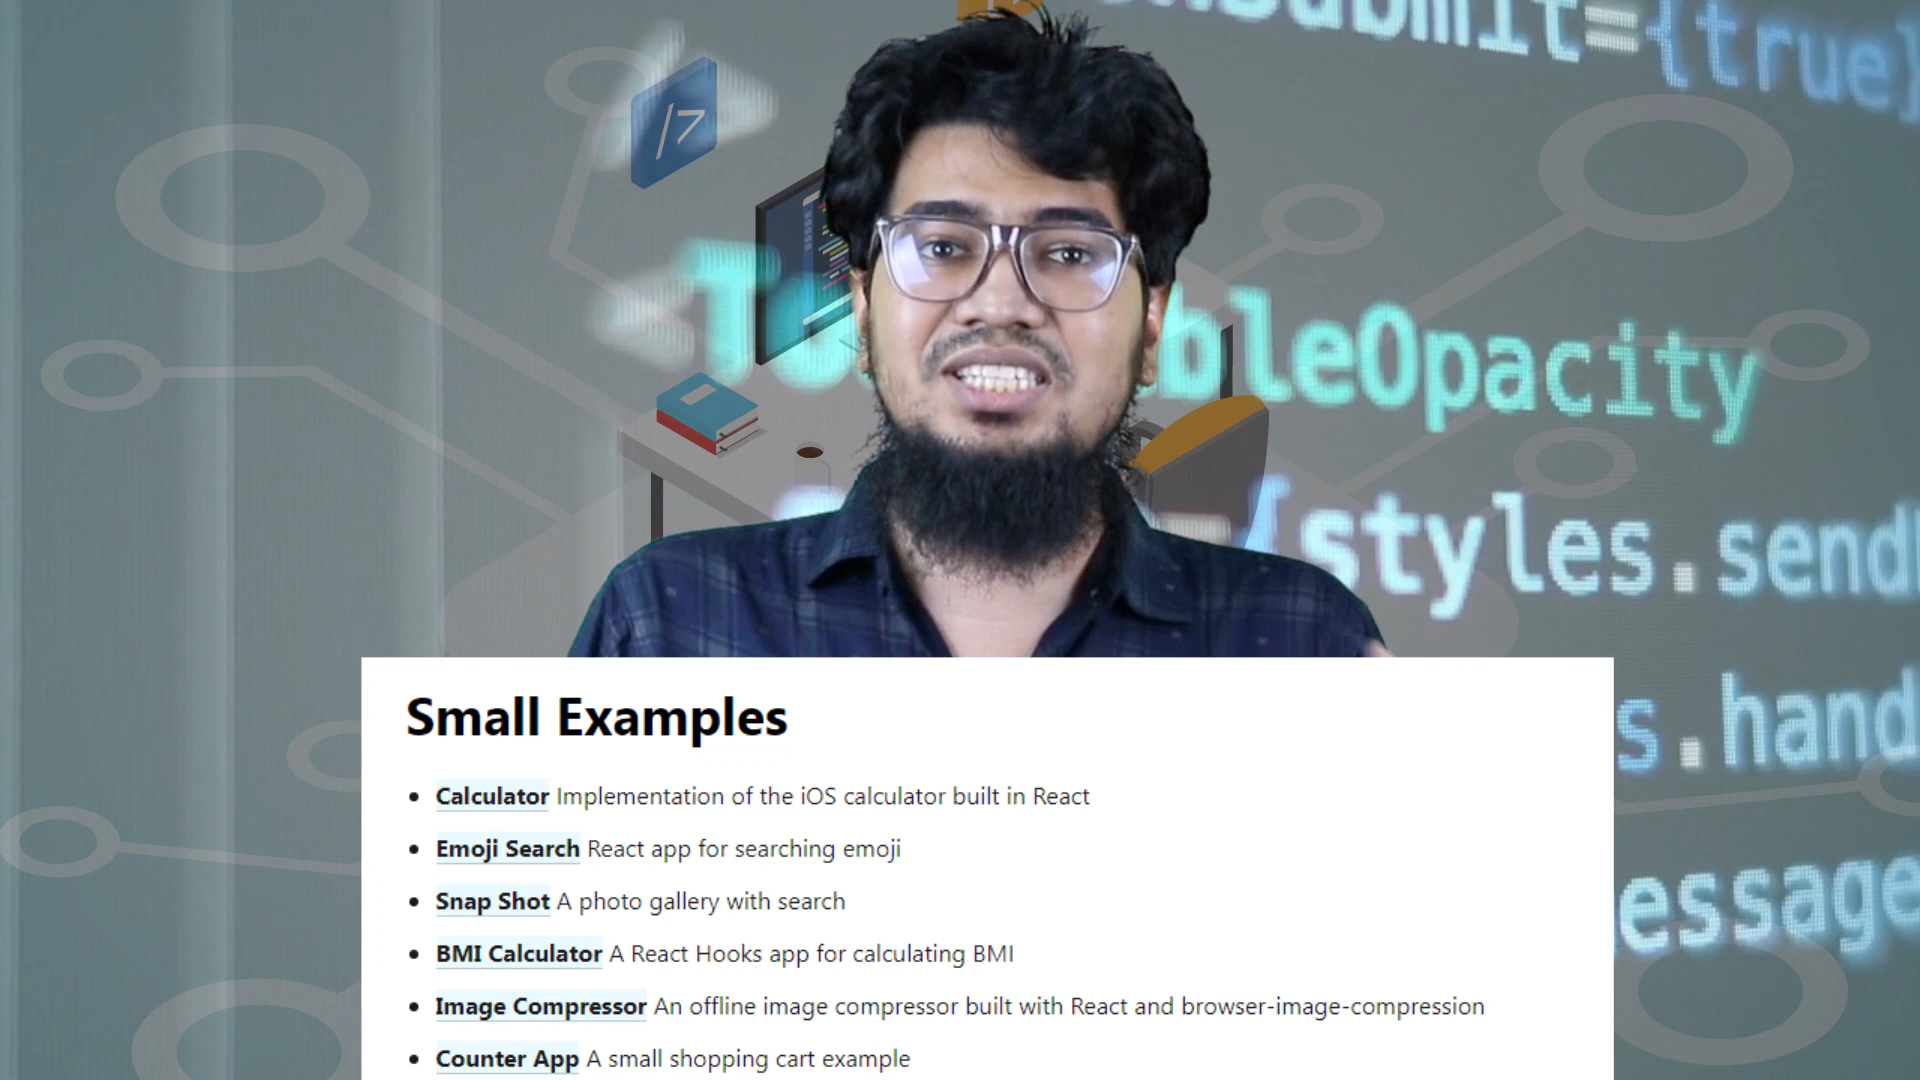 onSubmit={true}
</>
bleOpacity
={styles.send
s.hand
essage
Small Examples
Calculator Implementation of the iOS calculator built in React
Emoji Search React app for searching emoji
Snap Shot A photo gallery with search
BMI Calculator A React Hooks app for calculating BMI
Image Compressor An offline image compressor built with React and browser-image-compression
Counter App A small shopping cart example